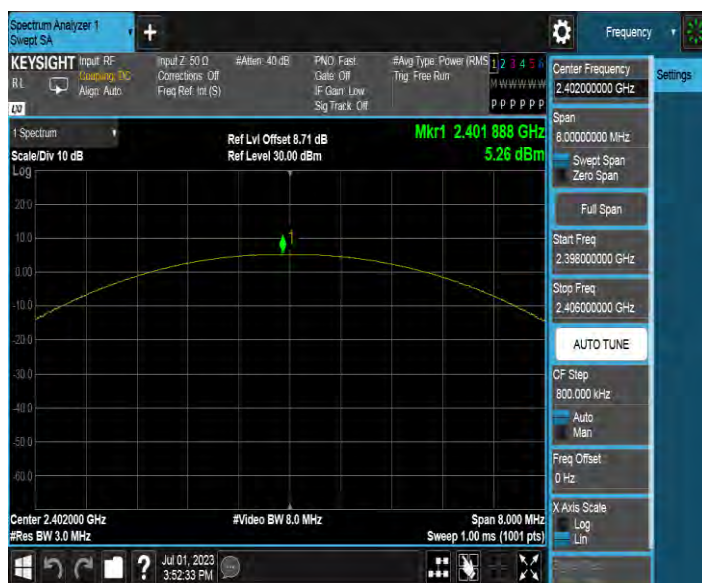 Spectrum Analyzer 1
Swept SA
+
Frequency
KEYSIGHT
Input: RF
Coupling: DC
Align: Auto
R L
LXI
Input Z: 50 Ω
Corrections: Off
Freq Ref: Int (S)
#Atten: 40 dB
PNO: Fast
Gate: Off
IF Gain: Low
Sig Track: Off
#Avg Type: Power (RMS
Trig: Free Run
1 2 3 4 5 6
M W W W W W
P P P P P P
Settings
1 Spectrum
Scale/Div 10 dB
Log
Ref Lvl Offset 8.71 dB
Ref Level 30.00 dBm
Mkr1 2.401 888 GHz
5.26 dBm
20.0
10.0
0.00
-10.0
-20.0
-30.0
-40.0
-50.0
-60.0
1
Center 2.402000 GHz
#Res BW 3.0 MHz
#Video BW 8.0 MHz
Span 8.000 MHz
Sweep 1.00 ms (1001 pts)
Center Frequency
2.402000000 GHz
Span
8.00000000 MHz
Swept Span
Zero Span
Full Span
Start Freq
2.398000000 GHz
Stop Freq
2.406000000 GHz
AUTO TUNE
CF Step
800.000 kHz
Auto
Man
Freq Offset
0 Hz
X Axis Scale
Log
Lin
?
Jul 01, 2023
3:52:33 PM